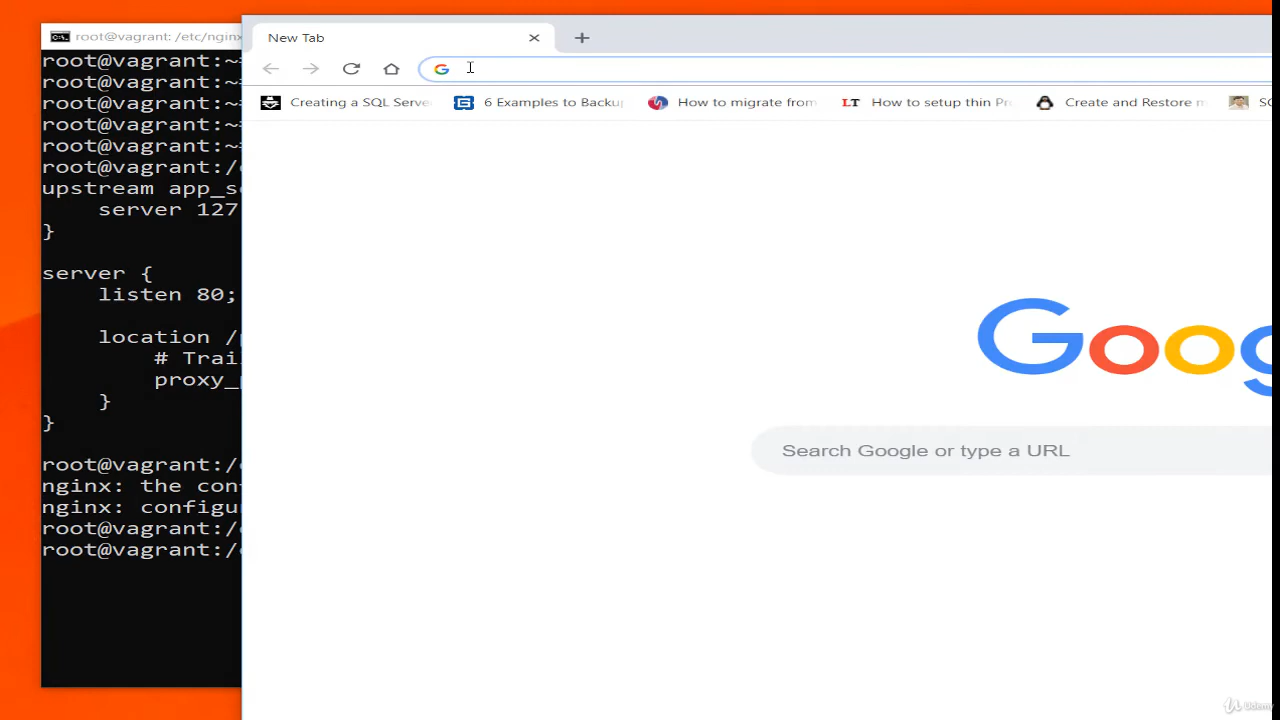 root@vagrant: /etc/nginx
root@vagrant:~
root@vagrant:~
root@vagrant:~
root@vagrant:~
root@vagrant:~
root@vagrant:/
upstream app_s
server 127
}
server {
listen 80;
location /
# Trai
proxy_
}
}
root@vagrant:/
nginx: the con
nginx: configu
root@vagrant:/
root@vagrant:/
New Tab
Creating a SQL Serve
6 Examples to Backu
How to migrate from
LT How to setup thin Pr
Create and Restore
SC
Goog
Search Google or type a URL
Udemy